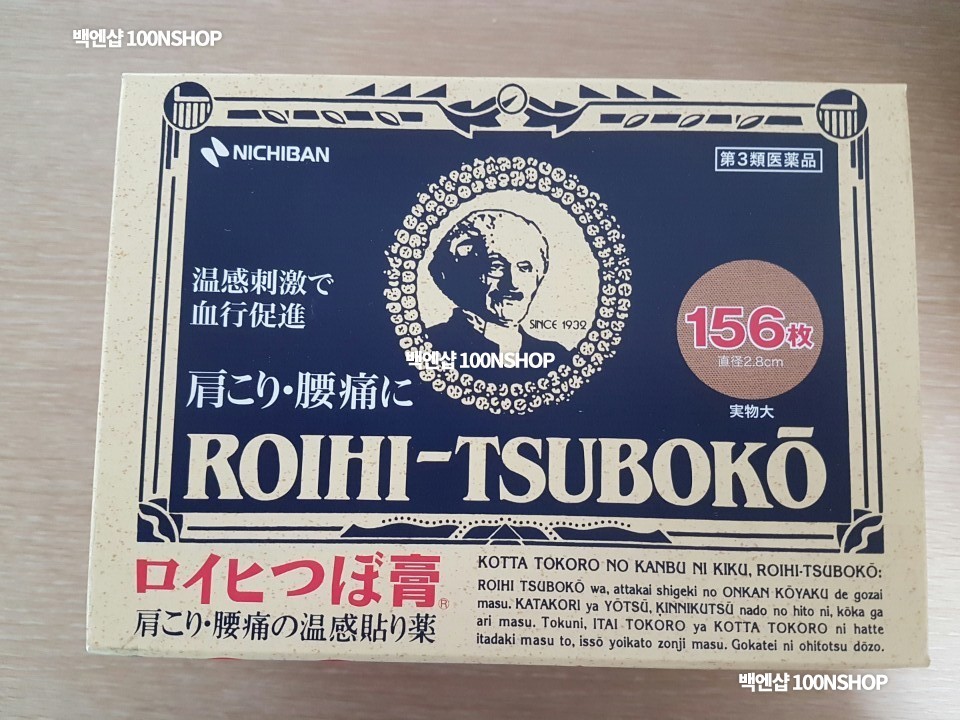 백엔샵 100NSHOP
NICHIBAN
第3類医薬品
温感刺激で
血行促進
SINCE 1932
156枚
直径2.8cm
実物大
백엔샵 100NSHOP
肩こり・腰痛に
ROIHI-TSUBOKŌ
ロイヒつぼ膏®
肩こり・腰痛の温感貼り薬
KOTTA TOKORO NO KANBU NI KIKU, ROIHI-TSUBOKŌ:
ROIHI TSUBOKŌ wa, attakai shigeki no ONKAN KŌYAKU de gozai
masu. KATAKORI ya YŌTSŪ, KINNIKUTSŪ nado no hito ni, kōka ga
ari masu. Tokuni, ITAI TOKORO ya KOTTA TOKORO ni hatte
itadaki masu to, issō yoikato zonji masu. Gokatei ni ohitotsu dōzo.
백엔샵 100NSHOP